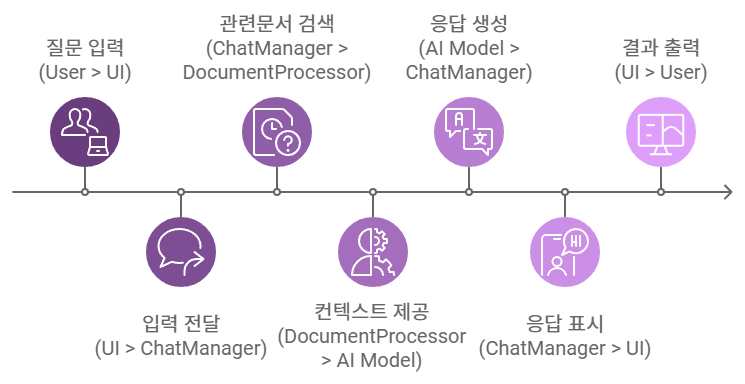 질문 입력
(User > UI)
입력 전달
(UI > ChatManager)
관련문서 검색
(ChatManager >
DocumentProcessor)
컨텍스트 제공
(DocumentProcessor
> AI Model)
응답 생성
(AI Model >
ChatManager)
A
文
응답 표시
(ChatManager > UI)
HI
결과 출력
(UI > User)
?